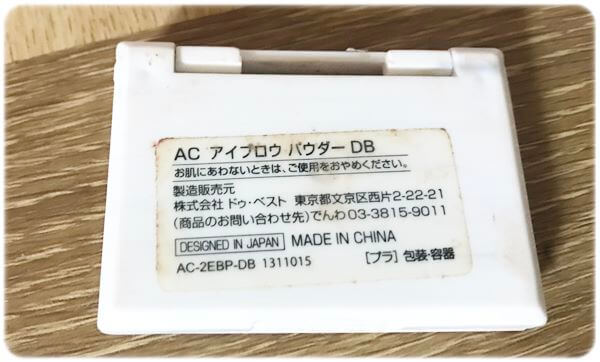 AC アイブロウ パウダー DB
お肌にあわないときは、ご使用をおやめください。
製造販売元
株式会社 ドゥ・ベスト 東京都文京区西片2-22-21
(商品のお問い合わせ先)でんわ 03-3815-9011
DESIGNED IN JAPAN MADE IN CHINA
AC-2EBP-DB 1311015 [プラ] 包装・容器